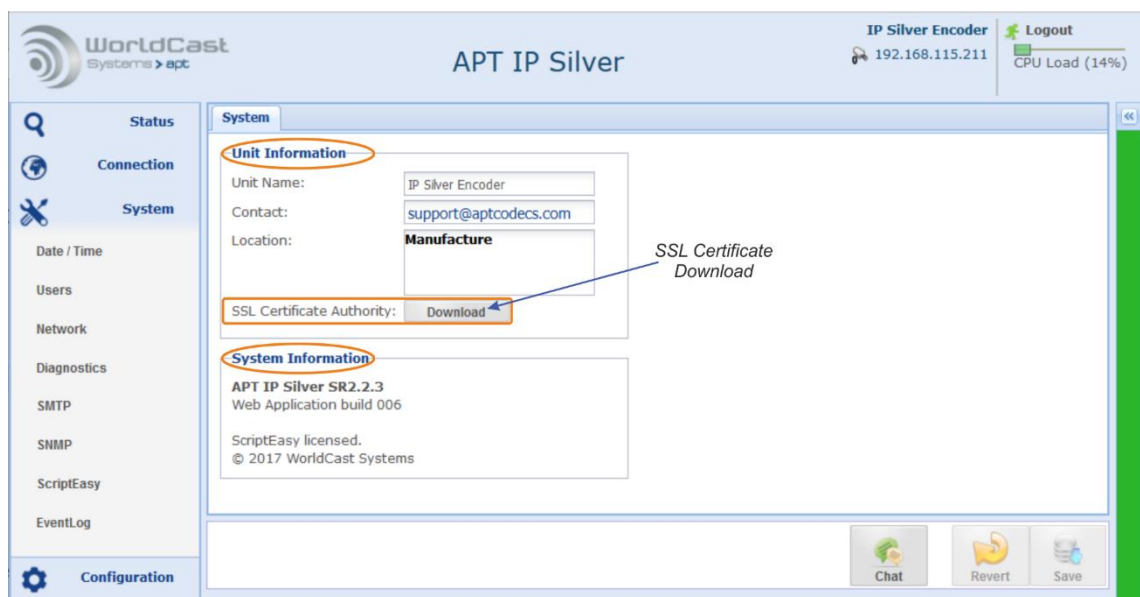 WorldCast
Systems > apt
APT IP Silver
IP Silver Encoder
192.168.115.211
Logout
CPU Load (14%)
Status
Connection
System
Date / Time
Users
Network
Diagnostics
SMTP
SNMP
ScriptEasy
EventLog
Configuration
System
Unit Information
Unit Name:
IP Silver Encoder
Contact:
support@aptcodecs.com
Location:
Manufacture
SSL Certificate Authority:
Download
SSL Certificate
Download
System Information
APT IP Silver SR2.2.3
Web Application build 006
ScriptEasy licensed.
© 2017 WorldCast Systems
Chat
Revert
Save